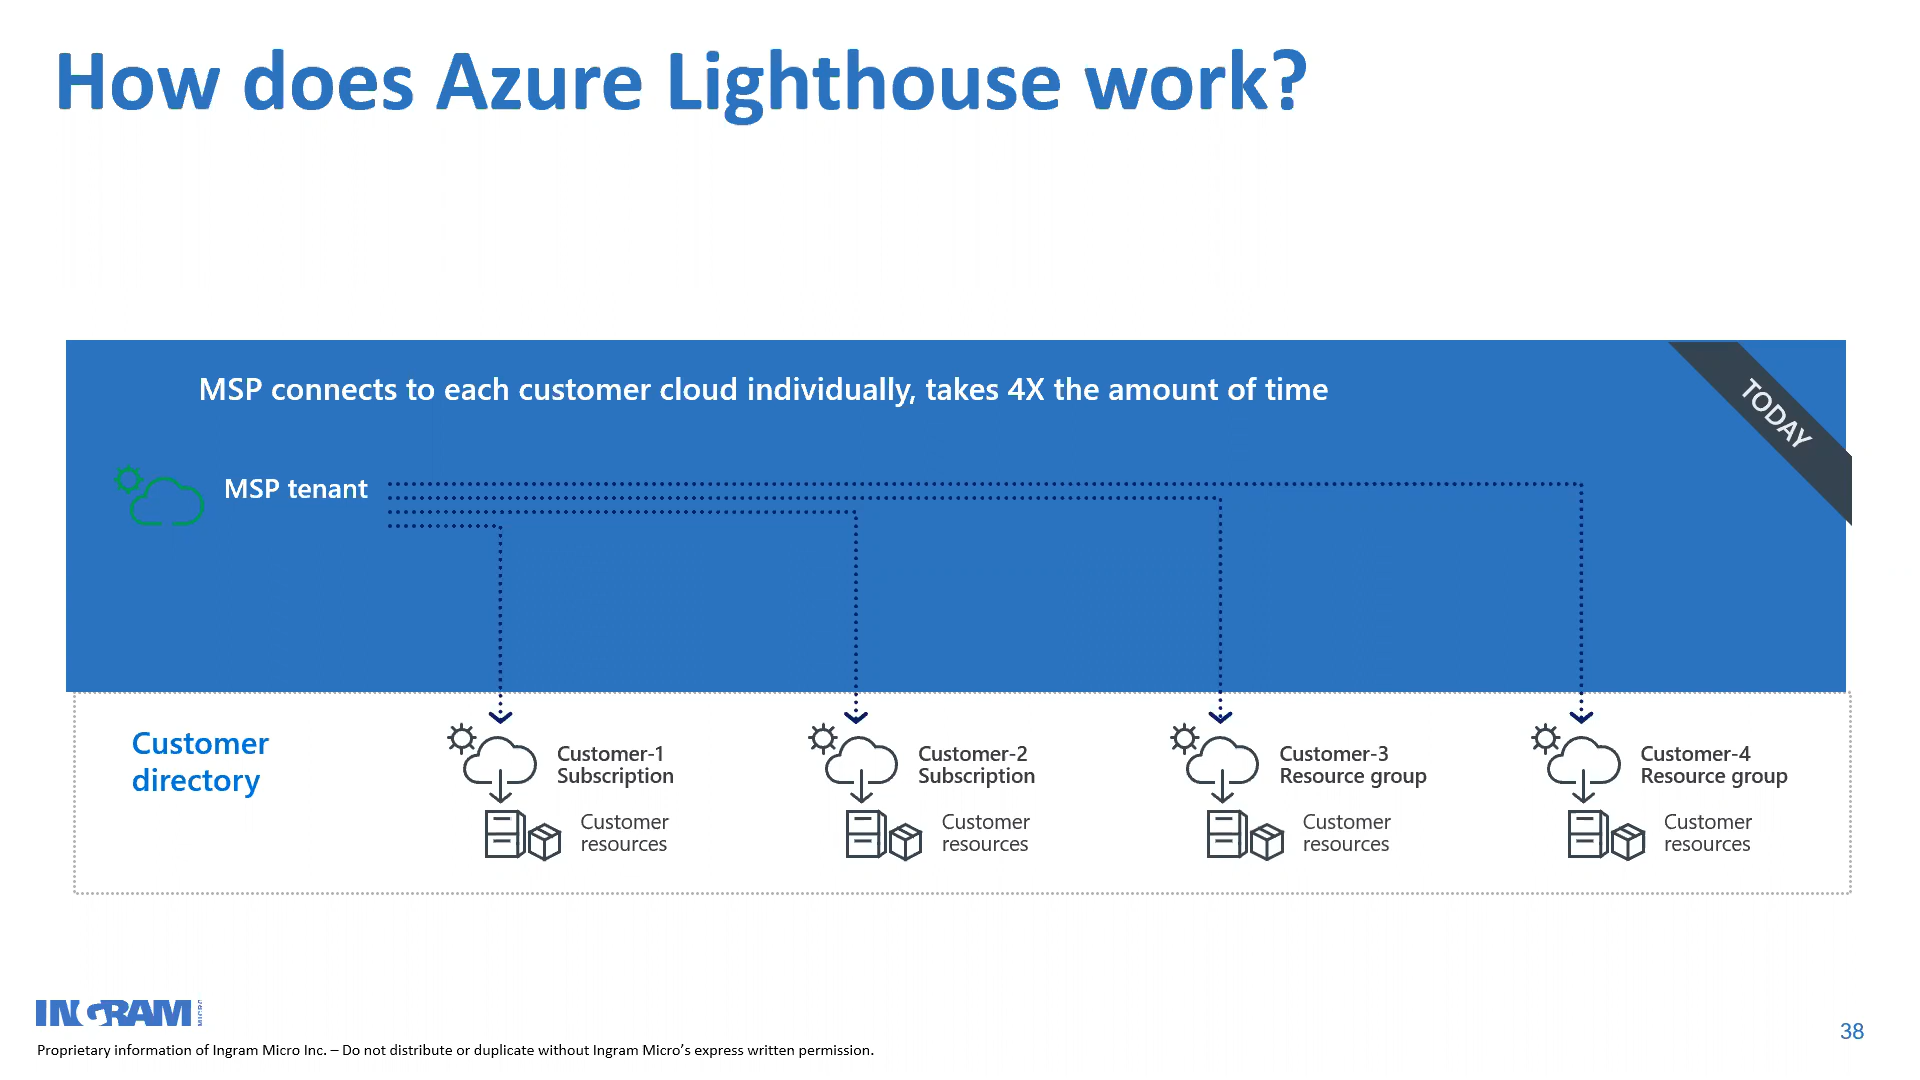 How does Azure Lighthouse work?
MSP connects to each customer cloud individually, takes 4X the amount of time
TODAY
MSP tenant
Customer
directory
Customer-1
Subscription
Customer
resources
Customer-2
Subscription
Customer
resources
Customer-3
Resource group
Customer
resources
Customer-4
Resource group
Customer
resources
INGRAM MICRO
38
Proprietary information of Ingram Micro Inc. – Do not distribute or duplicate without Ingram Micro's express written permission.